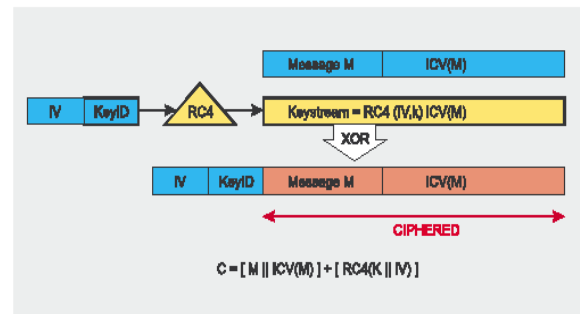 Message M ICV(M)
IV KeyID RC4 Keystream = RC4 (IV,k) ICV(M)
XOR
IV KeyID Message M ICV(M)
CIPHERED
C = [ M || ICV(M) ] + [ RC4(K || IV) ]